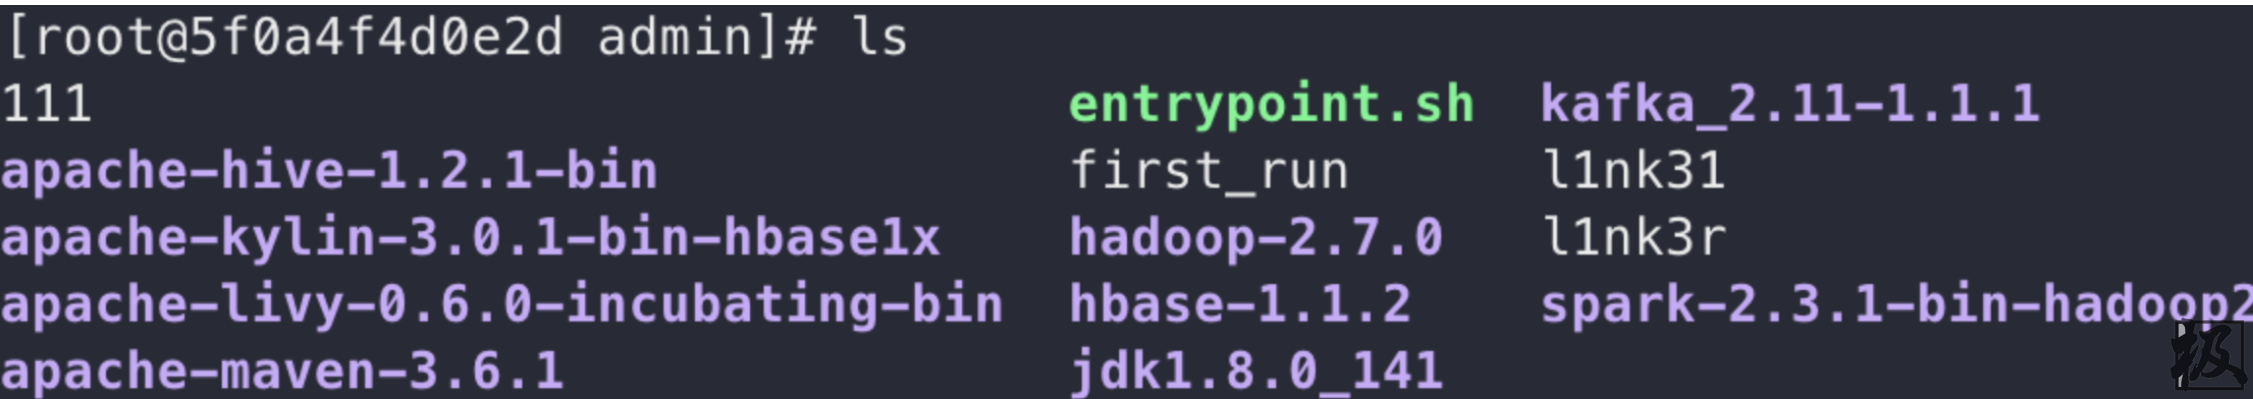 [root@5f0a4f4d0e2d admin]# ls
111 entrypoint.sh kafka_2.11-1.1.1
apache-hive-1.2.1-bin first_run l1nk31
apache-kylin-3.0.1-bin-hbase1x hadoop-2.7.0 l1nk3r
apache-livy-0.6.0-incubating-bin hbase-1.1.2 spark-2.3.1-bin-hadoop2
apache-maven-3.6.1 jdk1.8.0_141